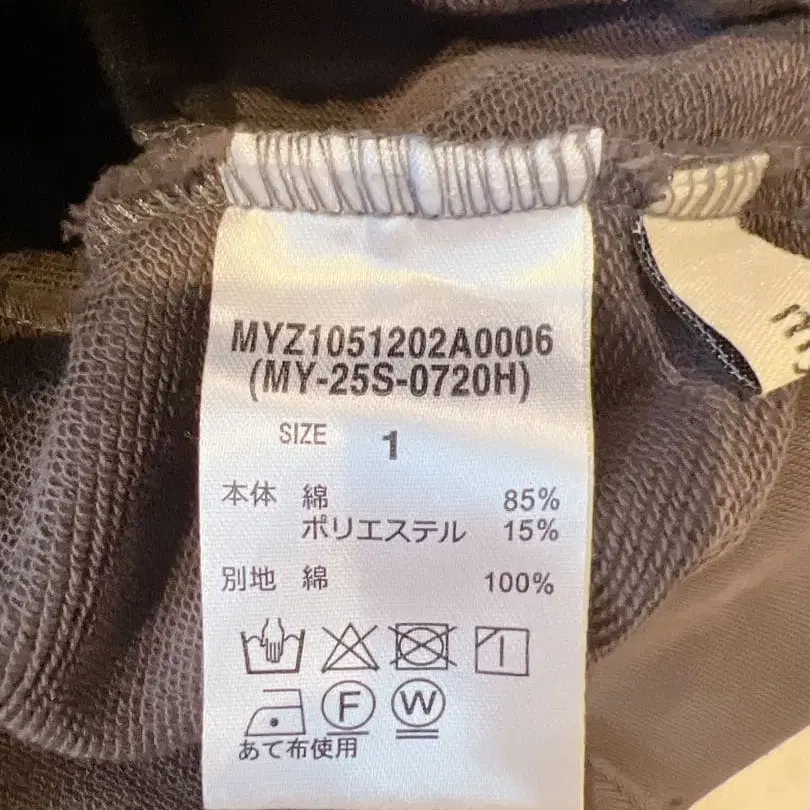 MYZ1051202A0006
(MY-25S-0720H)
SIZE 1
本体 綿 85%
ポリエステル 15%
別地 綿 100%
F W
あて布使用